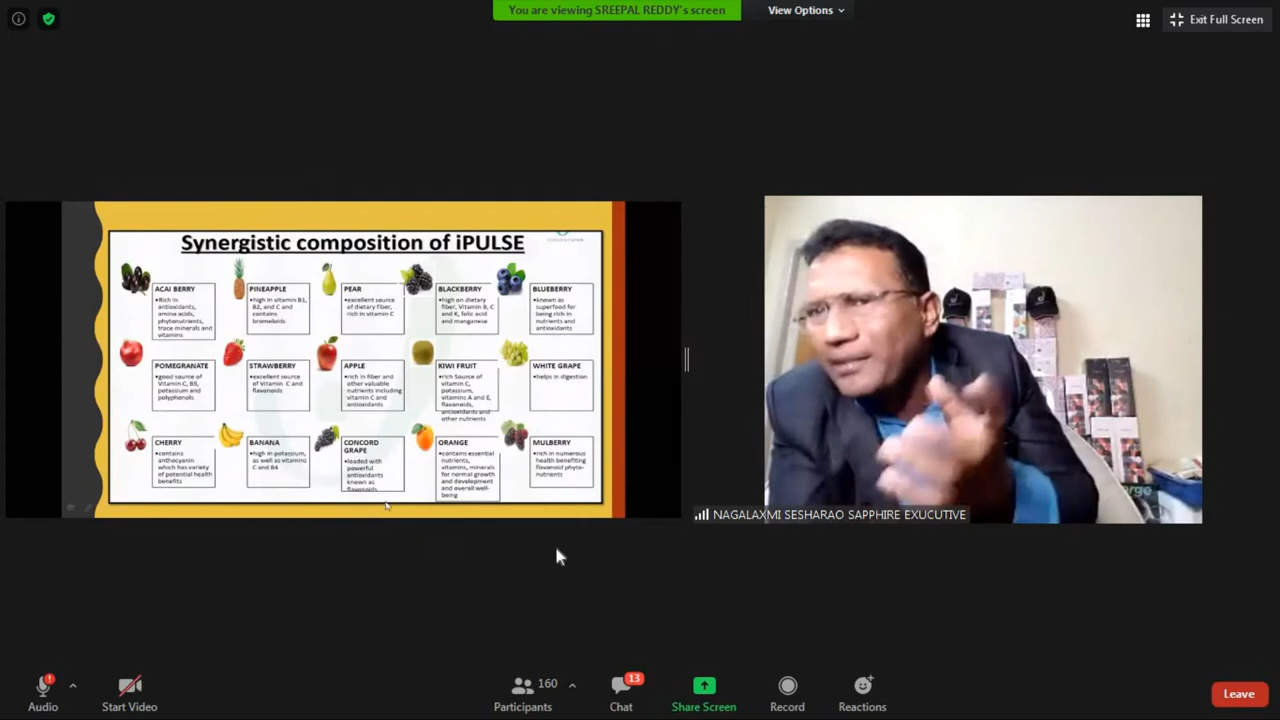 You are viewing SREEPAL REDDY's screen
View Options
Exit Full Screen
Synergistic composition of iPULSE
ACAI BERRY
•Rich in
antioxidants,
amino acids,
phytonutrients,
trace minerals and
vitamins
PINEAPPLE
•high in vitamin B1,
B2, and C and
contains
bromeloids
PEAR
•excellent source
of dietary fiber,
rich in vitamin C
BLACKBERRY
•high on dietary
fiber, Vitamin B, C
and K, folic acid
and manganese
BLUEBERRY
•known as
superfood for
being rich in
nutrients and
antioxidants
POMEGRANATE
•good source of
Vitamin C, B5,
potassium and
polyphenols
STRAWBERRY
•excellent source
of Vitamin C and
flavonoids
APPLE
•rich in fiber and
other valuable
nutrients including
vitamin C and
antioxidants
KIWI FRUIT
•rich Source of
vitamin C,
potassium,
vitamins A and E,
flavonoids,
antioxidants and
other nutrients
WHITE GRAPE
•helps in digestion
CHERRY
•contains
anthocyanin
which has variety
of potential health
benefits
BANANA
•high in potassium,
as well as vitamins
C and B4
CONCORD
GRAPE
•loaded with
powerful
antioxidants
known as
flavonoids
ORANGE
•contains essential
nutrients,
vitamins, minerals
for normal growth
and development
and overall well-
being
MULBERRY
•rich in numerous
health benefiting
flavonoid phyto-
nutrients
NAGALAXMI SESHARAO SAPPHIRE EXUCUTIVE
Audio
Start Video
160
Participants
13
Chat
Share Screen
Record
Reactions
Leave